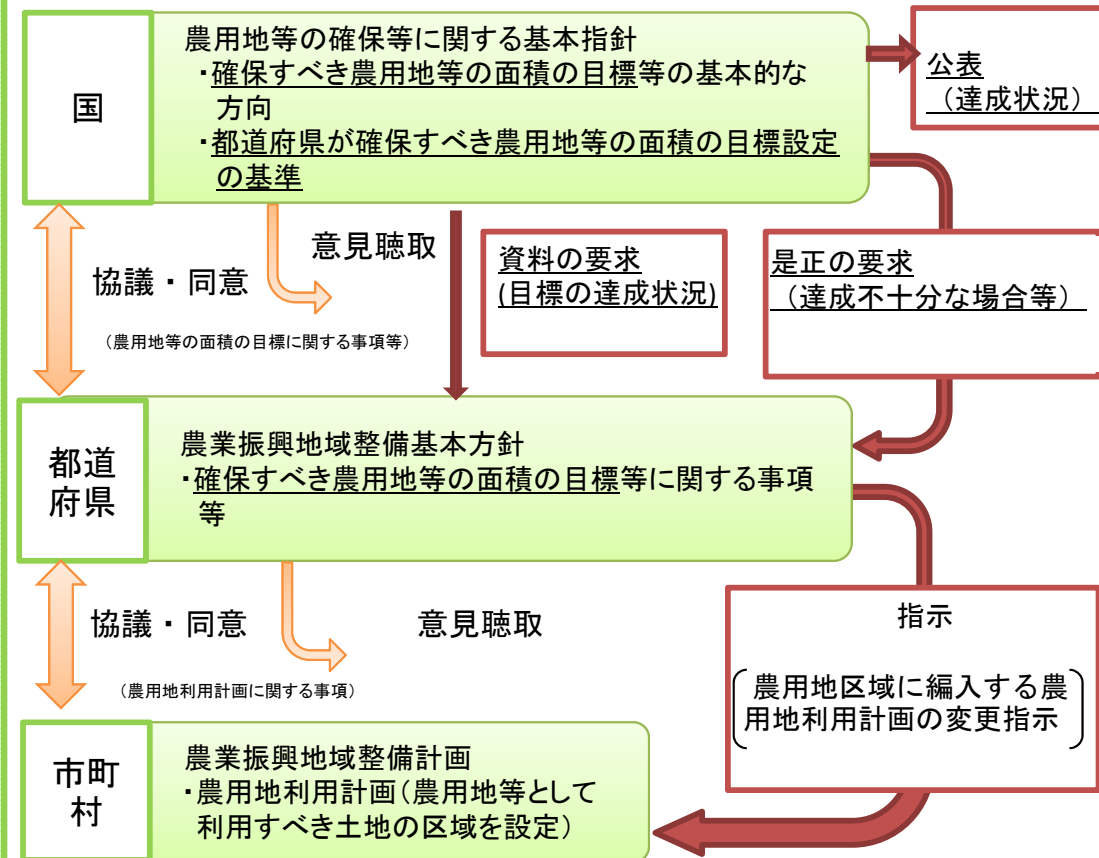 国
農用地等の確保等に関する基本指針
・確保すべき農用地等の面積の目標等の基本的な
方向
・都道府県が確保すべき農用地等の面積の目標設定
の基準
公表
（達成状況）
協議・同意
意見聴取
（農用地等の面積の目標に関する事項等）
資料の要求
(目標の達成状況)
是正の要求
（達成不十分な場合等）
都道
府県
農業振興地域整備基本方針
・確保すべき農用地等の面積の目標等に関する事項
等
協議・同意
意見聴取
（農用地利用計画に関する事項）
指示
農用地区域に編入する農
用地利用計画の変更指示
市町
村
農業振興地域整備計画
・農用地利用計画（農用地等として
利用すべき土地の区域を設定）